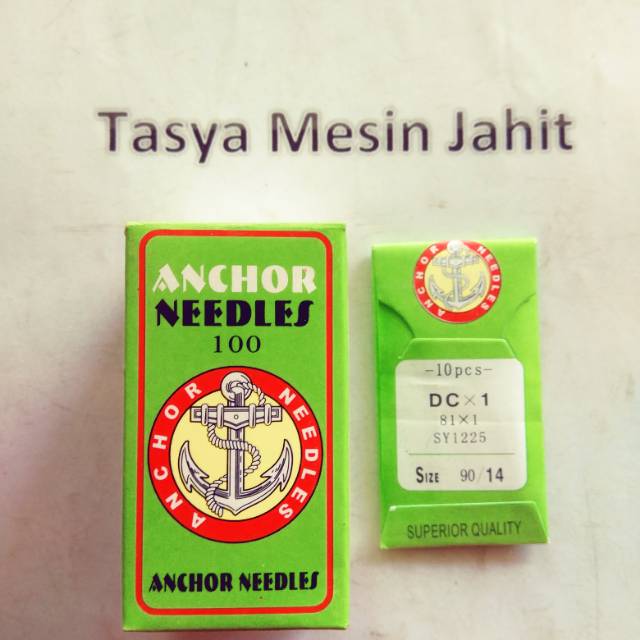 Tasya Mesin Jahit
ANCHOR
NEEDLES
100
ANCHOR NEEDLES
ANCHOR NEEDLES
ANCHOR NEEDLES
-10pcs-
DC×1
81×1
SY1225
SIZE 90/14
SUPERIOR QUALITY